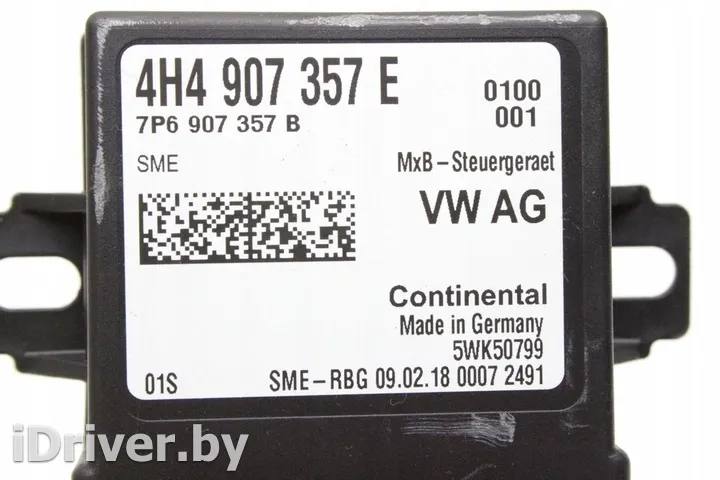 4H4 907 357 E 0100
7P6 907 357 B 001
SME MxB-Steuergeraet
VW AG
Continental
Made in Germany
5WK50799
01S SME-RBG 09.02.18 0007 2491
iDriver.by